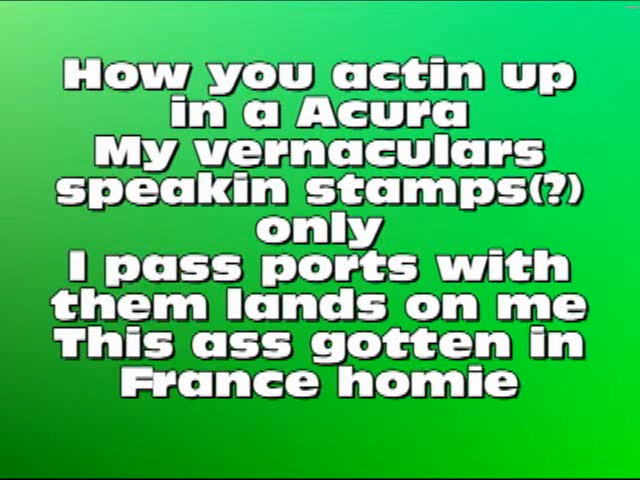 How you actin up
in a Acura
My vernaculars
speakin stamps(?)
only
I pass ports with
them lands on me
This ass gotten in
France homie